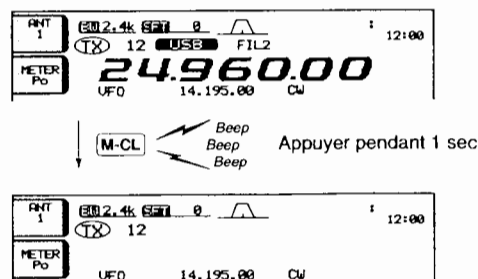 ANT 1
BW 2.4k SFT 0
: 12:00
TX 12 USB FIL2
METER Po
24.960.00
VFO 14.195.00 CW
M-CL
Beep
Beep
Beep
Appuyer pendant 1 sec
ANT 1
BW 2.4k SFT 0
: 12:00
TX 12
METER Po
VFO 14.195.00 CW